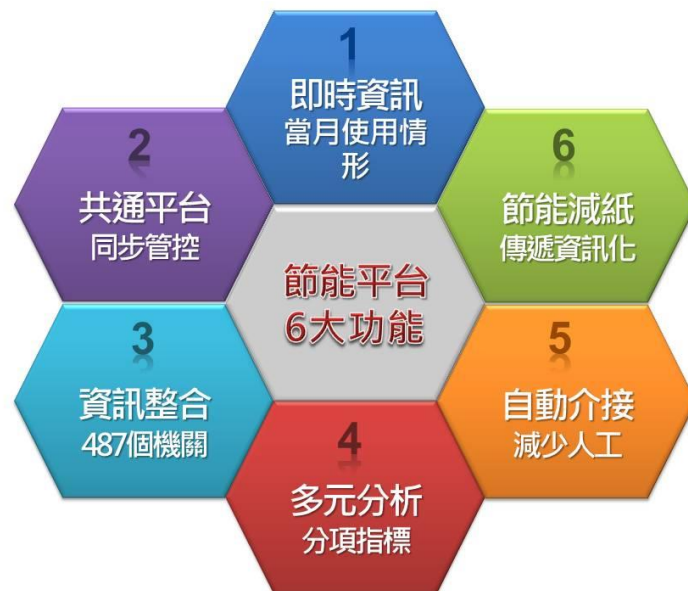 1
即時資訊
當月使用情
形
2
共通平台
同步管控
3
資訊整合
487個機關
4
多元分析
分項指標
5
自動介接
減少人工
6
節能減紙
傳遞資訊化
節能平台
6大功能